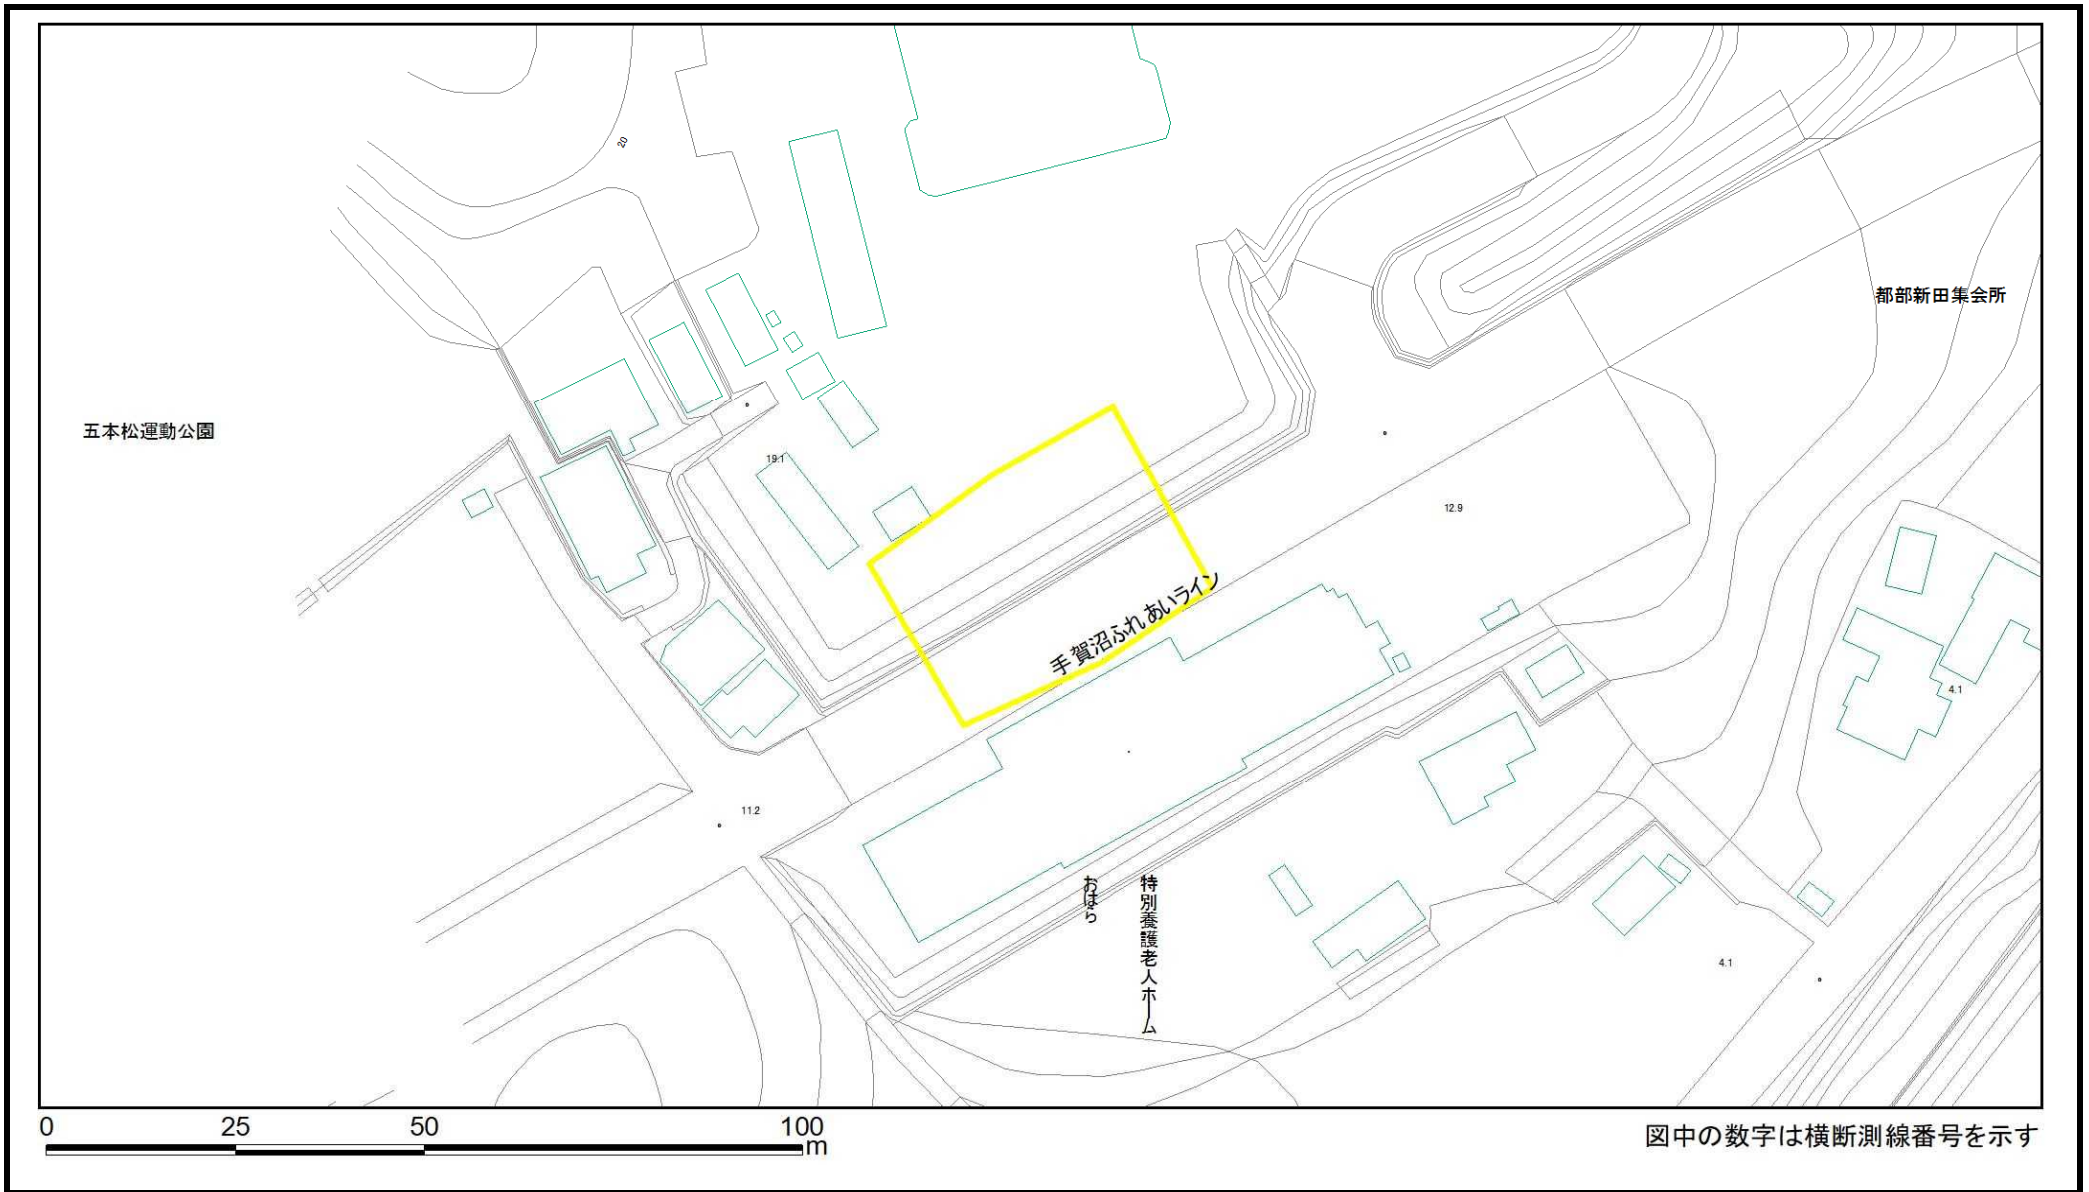 20
都部新田集会所
五本松運動公園
19.1
12.9
手賀沼ふれあいライン
4.1
11.2
特別養護老人ホーム
おはら
4.1
0 25 50 100
m
図中の数字は横断測線番号を示す